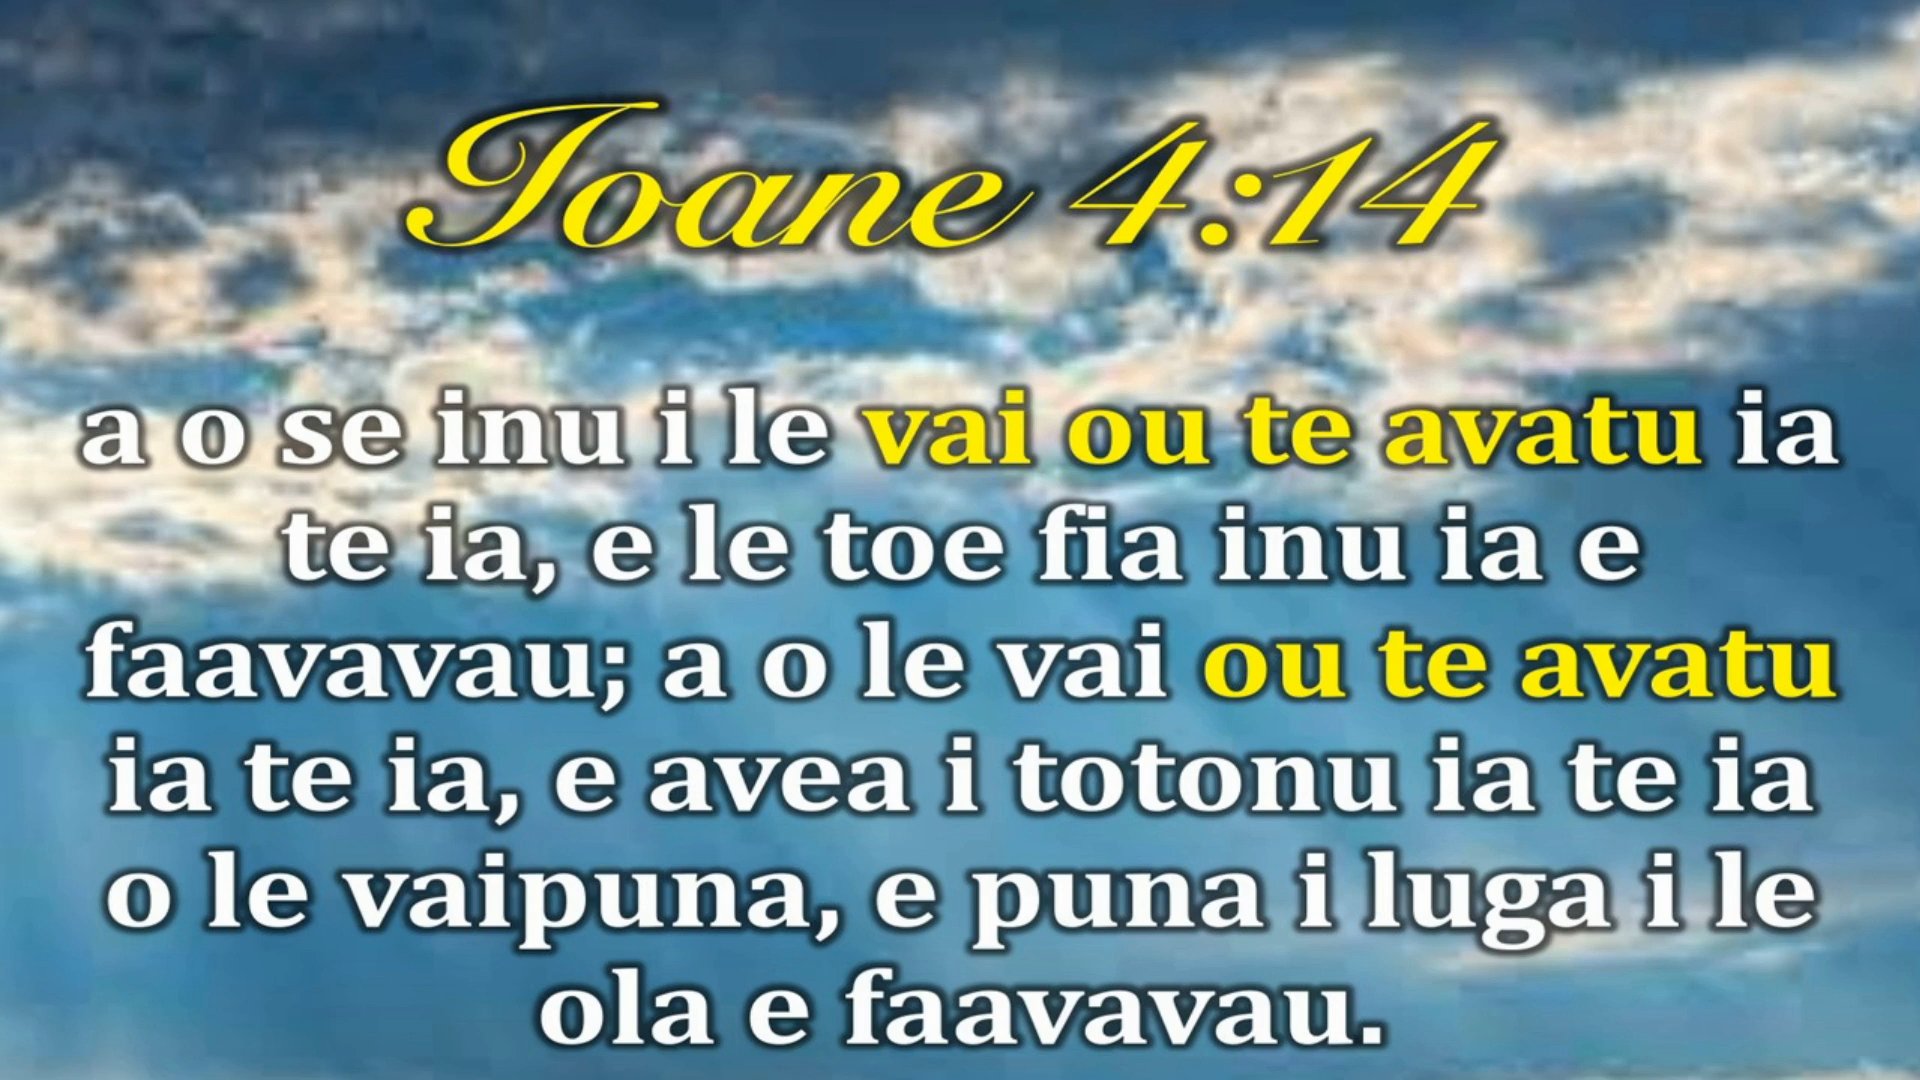 Ioane 4:14
a o se inu i le vai ou te avatu ia
te ia, e le toe fia inu ia e
faavavau; a o le vai ou te avatu
ia te ia, e avea i totonu ia te ia
o le vaipuna, e puna i luga i le
ola e faavavau.